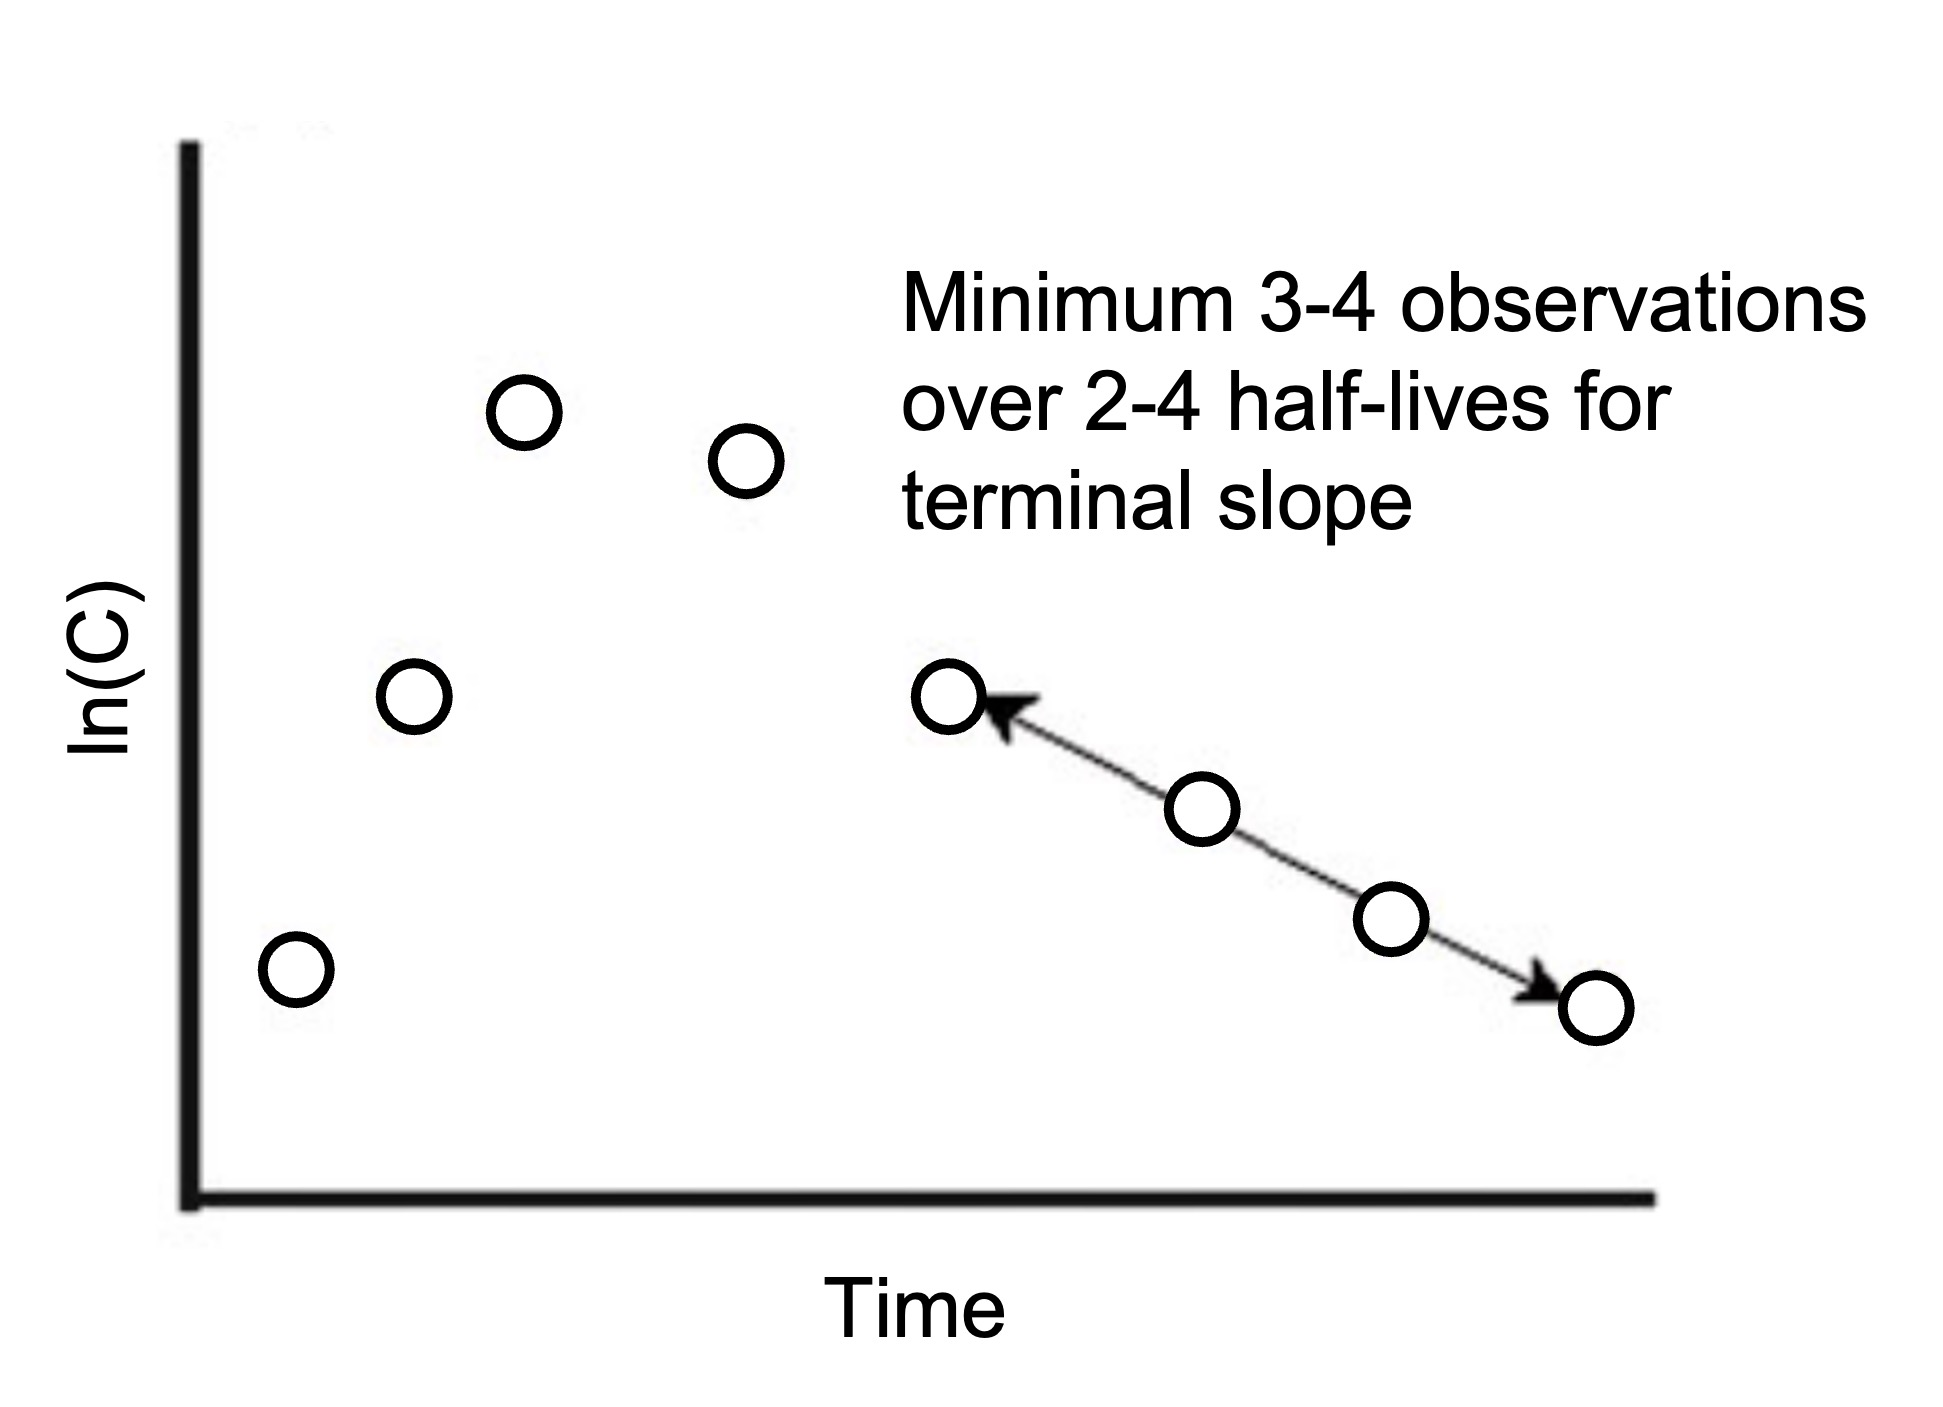 Minimum 3-4 observations
over 2-4 half-lives for
terminal slope
ln(C)
Time